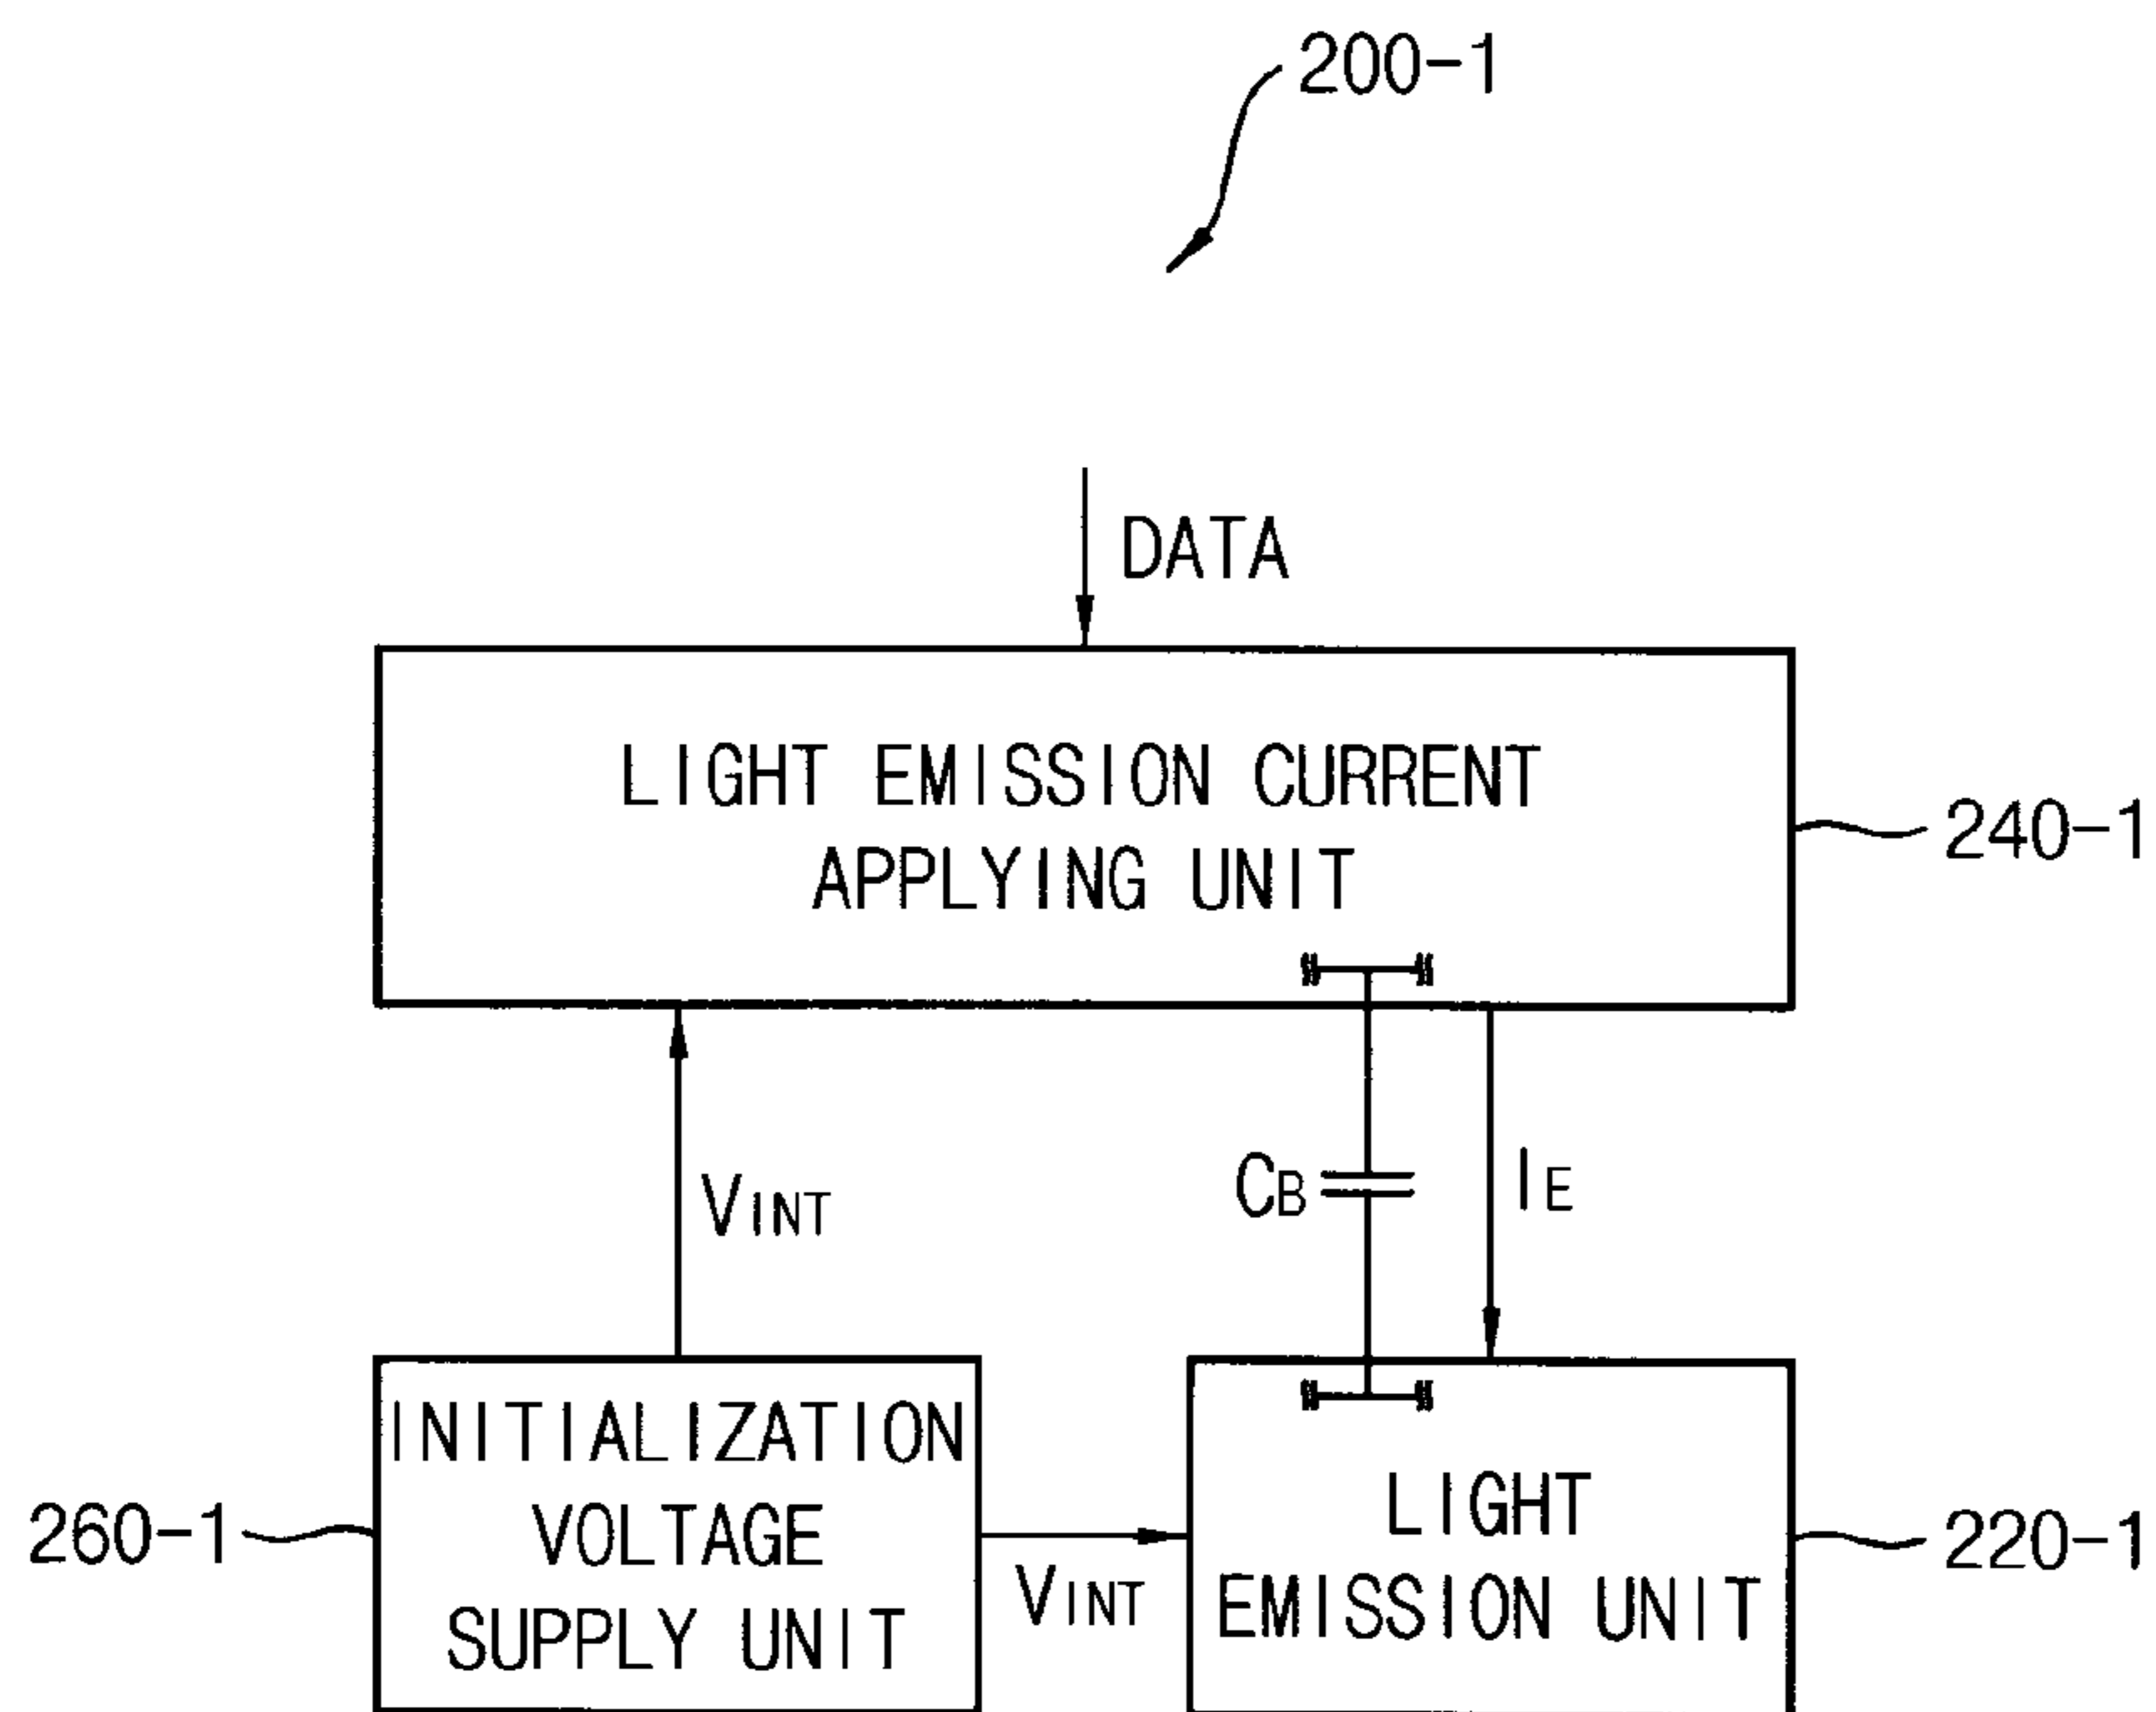 200-1
DATA
LIGHT EMISSION CURRENT
APPLYING UNIT
240-1
VINT
CB
IE
INITIALIZATION
VOLTAGE
SUPPLY UNIT
260-1
VINT
LIGHT
EMISSION UNIT
220-1